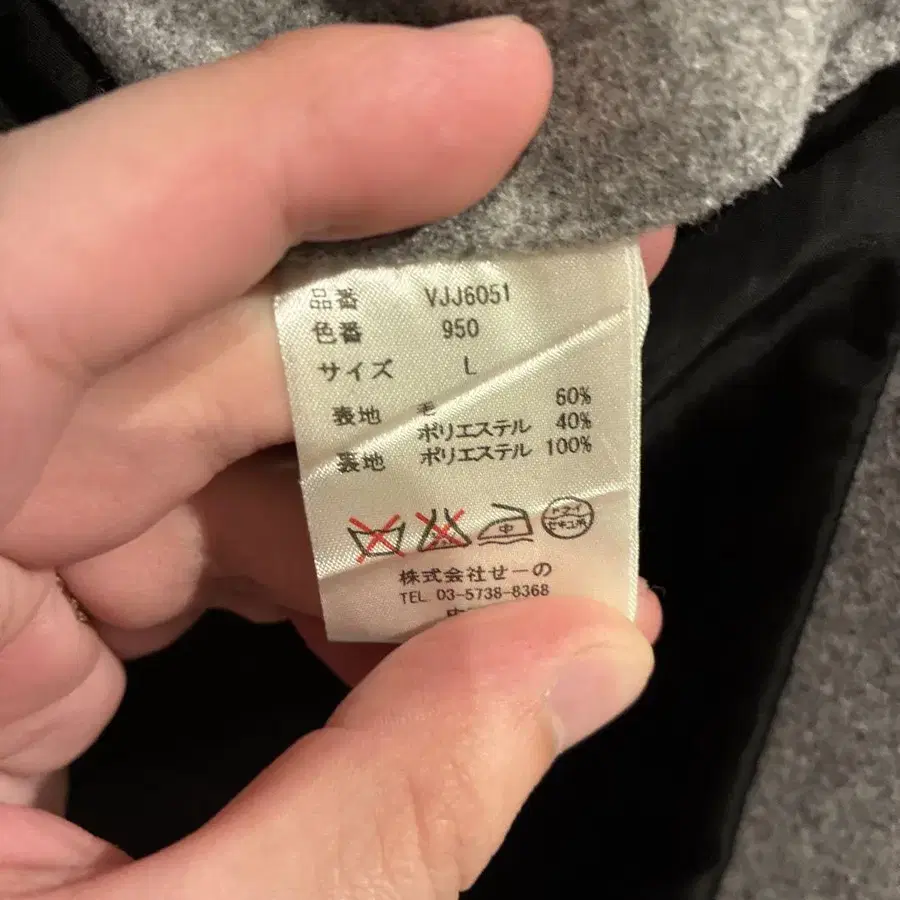 品番 VJJ6051
色番 950
サイズ L
表地 毛 60%
ポリエステル 40%
裏地 ポリエステル 100%
中 ドライ
セキユ系
株式会社せーの
TEL 03-5738-8368